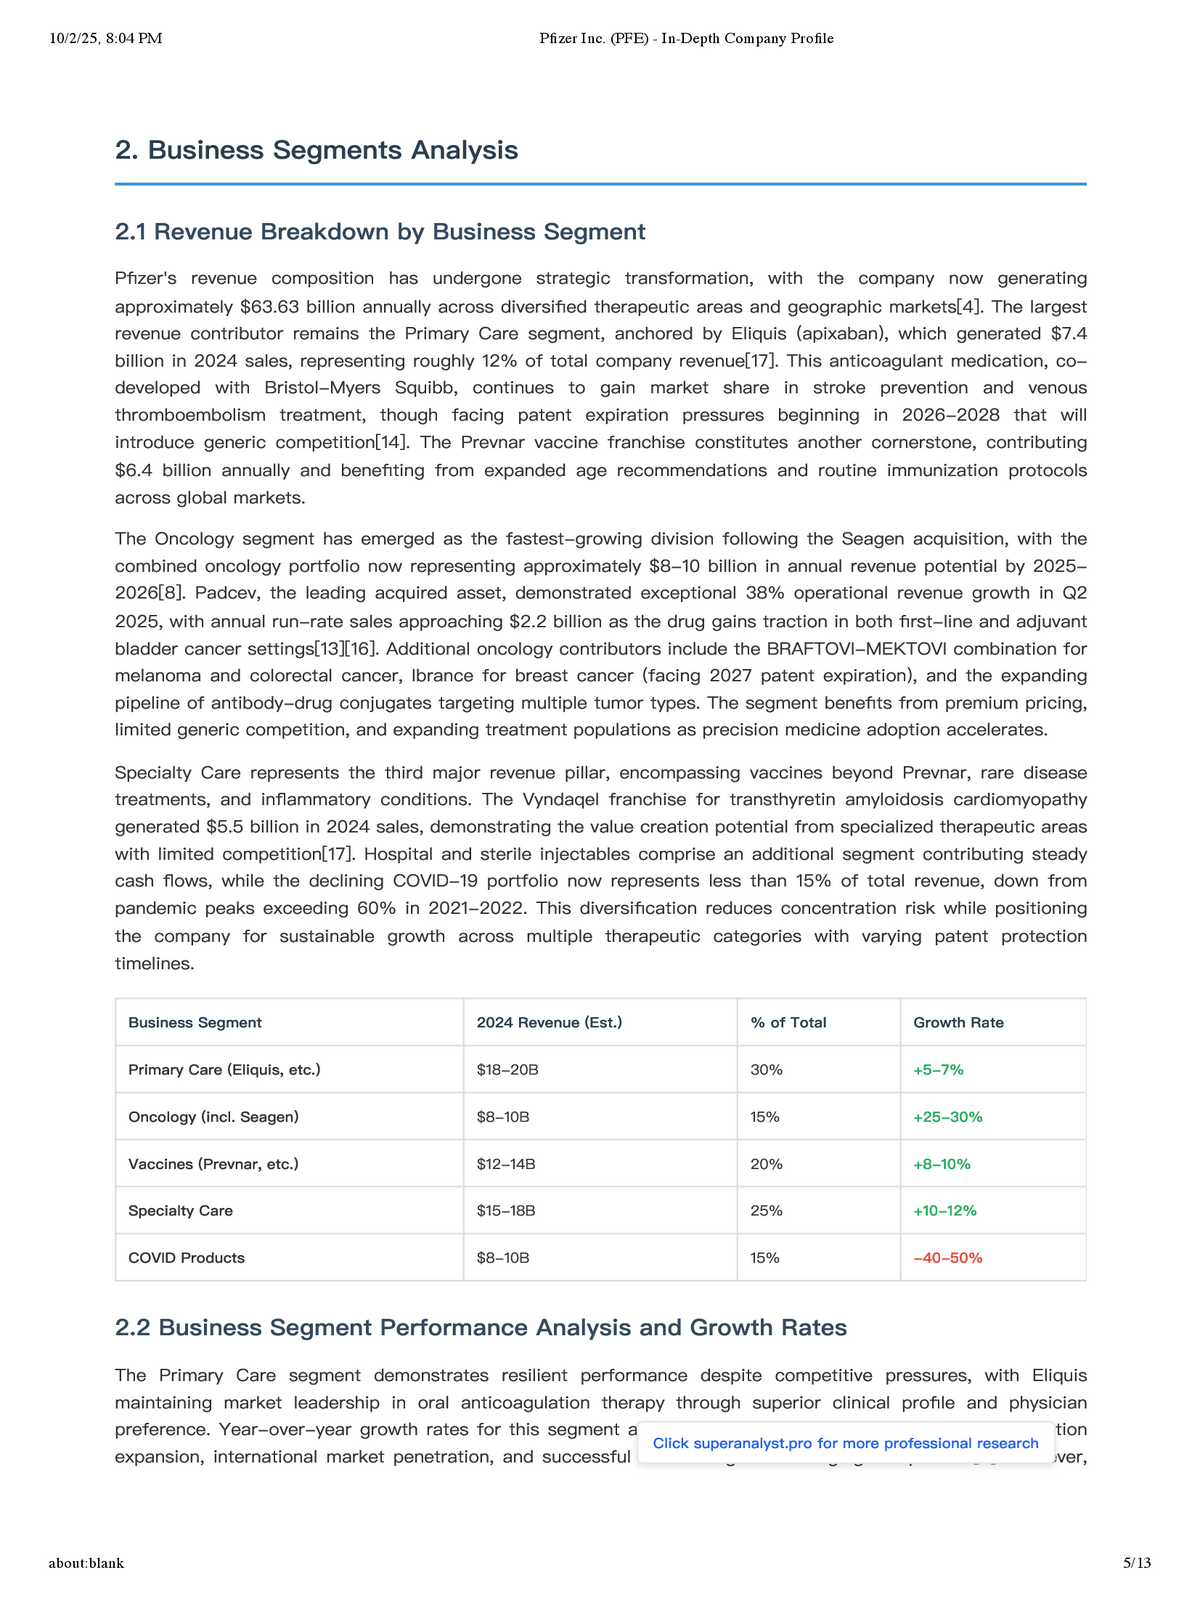 10/2/25, 8:04 PM
Pfizer Inc. (PFE) - In-Depth Company Profile
2. Business Segments Analysis
2.1 Revenue Breakdown by Business Segment
Pfizer's revenue composition has undergone strategic transformation, with the company now generating
approximately $63.63 billion annually across diversified therapeutic areas and geographic markets[4]. The largest
revenue contributor remains the Primary Care segment, anchored by Eliquis (apixaban), which generated $7.4
billion in 2024 sales, representing roughly 12% of total company revenue[17]. This anticoagulant medication, co-
developed with Bristol-Myers Squibb, continues to gain market share in stroke prevention and venous
thromboembolism treatment, though facing patent expiration pressures beginning in 2026-2028 that will
introduce generic competition[14]. The Prevnar vaccine franchise constitutes another cornerstone, contributing
$6.4 billion annually and benefiting from expanded age recommendations and routine immunization protocols
across global markets.
The Oncology segment has emerged as the fastest-growing division following the Seagen acquisition, with the
combined oncology portfolio now representing approximately $8-10 billion in annual revenue potential by 2025-
2026[8]. Padcev, the leading acquired asset, demonstrated exceptional 38% operational revenue growth in Q2
2025, with annual run-rate sales approaching $2.2 billion as the drug gains traction in both first-line and adjuvant
bladder cancer settings[13][16]. Additional oncology contributors include the BRAFTOVI-MEKTOVI combination for
melanoma and colorectal cancer, Ibrance for breast cancer (facing 2027 patent expiration), and the expanding
pipeline of antibody-drug conjugates targeting multiple tumor types. The segment benefits from premium pricing,
limited generic competition, and expanding treatment populations as precision medicine adoption accelerates.
Specialty Care represents the third major revenue pillar, encompassing vaccines beyond Prevnar, rare disease
treatments, and inflammatory conditions. The Vyndaqel franchise for transthyretin amyloidosis cardiomyopathy
generated $5.5 billion in 2024 sales, demonstrating the value creation potential from specialized therapeutic areas
with limited competition[17]. Hospital and sterile injectables comprise an additional segment contributing steady
cash flows, while the declining COVID-19 portfolio now represents less than 15% of total revenue, down from
pandemic peaks exceeding 60% in 2021-2022. This diversification reduces concentration risk while positioning
the company for sustainable growth across multiple therapeutic categories with varying patent protection
timelines.
Business Segment 2024 Revenue (Est.) % of Total Growth Rate
Primary Care (Eliquis, etc.) $18-20B 30% +5-7%
Oncology (incl. Seagen) $8-10B 15% +25-30%
Vaccines (Prevnar, etc.) $12-14B 20% +8-10%
Specialty Care $15-18B 25% +10-12%
COVID Products $8-10B 15% -40-50%
2.2 Business Segment Performance Analysis and Growth Rates
The Primary Care segment demonstrates resilient performance despite competitive pressures, with Eliquis
maintaining market leadership in oral anticoagulation therapy through superior clinical profile and physician
preference. Year-over-year growth rates for this segment a tion
Click superanalyst.pro for more professional research
expansion, international market penetration, and successful ver,
about:blank
5/13